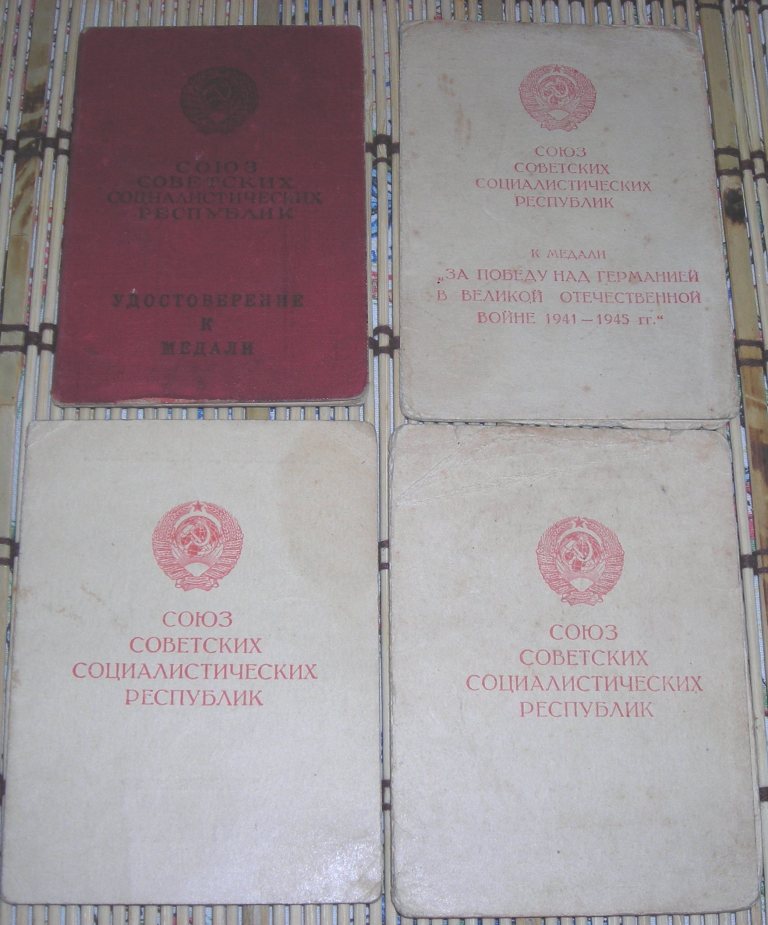 СОЮЗ
СОВЕТСКИХ
СОЦИАЛИСТИЧЕСКИХ
РЕСПУБЛИК
УДОСТОВЕРЕНИЕ
К
МЕДАЛИ
СОЮЗ
СОВЕТСКИХ
СОЦИАЛИСТИЧЕСКИХ
РЕСПУБЛИК
К МЕДАЛИ
„ЗА ПОБЕДУ НАД ГЕРМАНИЕЙ
В ВЕЛИКОЙ ОТЕЧЕСТВЕННОЙ
ВОЙНЕ 1941—1945 гг.“
СОЮЗ
СОВЕТСКИХ
СОЦИАЛИСТИЧЕСКИХ
РЕСПУБЛИК
СОЮЗ
СОВЕТСКИХ
СОЦИАЛИСТИЧЕСКИХ
РЕСПУБЛИК